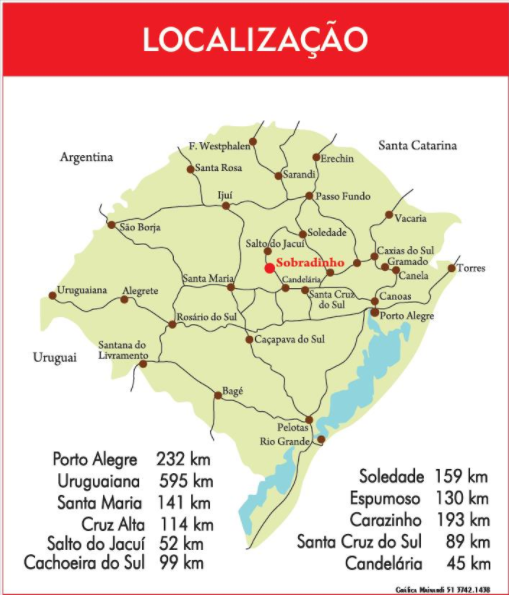 LOCALIZAÇÃO
Argentina
Santa Catarina
F. Westphalen
Erechin
Santa Rosa
Sarandi
Ijuí
Passo Fundo
Vacaria
São Borja
Soledade
Salto do Jacuí
Caxias do Sul
Sobradinho
Gramado
Torres
Canela
Santa Maria
Candelária
Uruguaiana
Alegrete
Santa Cruz
do Sul
Canoas
Porto Alegre
Rosário do Sul
Caçapava do Sul
Santana do
Livramento
Uruguai
Bagé
Pelotas
Rio Grande
Porto Alegre 232 km
Uruguaiana 595 km
Santa Maria 141 km
Cruz Alta 114 km
Salto do Jacuí 52 km
Cachoeira do Sul 99 km
Soledade 159 km
Espumoso 130 km
Carazinho 193 km
Santa Cruz do Sul 89 km
Candelária 45 km
51 3742.1438